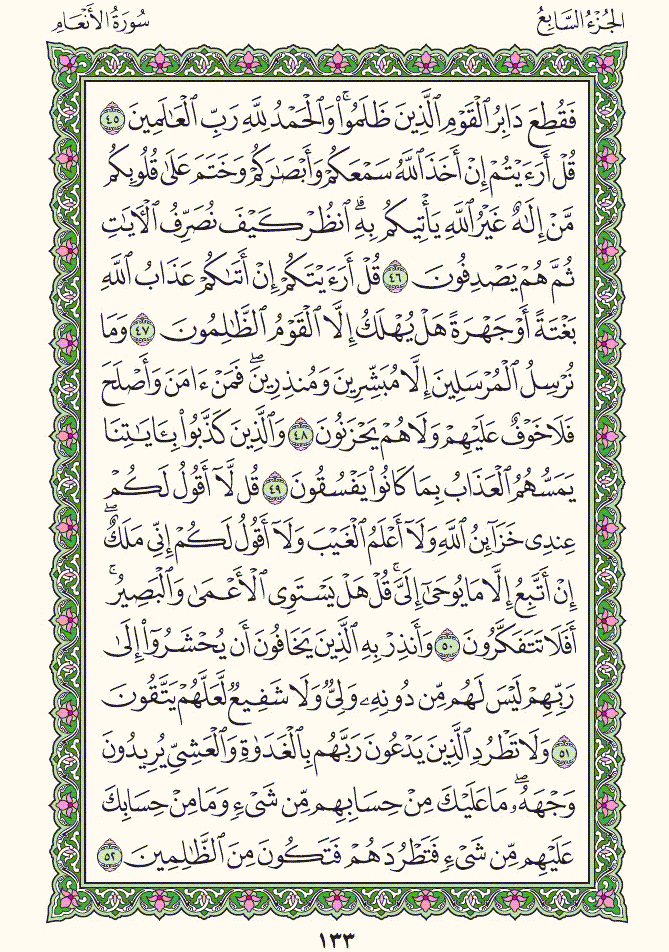 الجُزْءُ السَّابِعُ
سُورَةُ الأَنْعَامِ
فَقُطِعَ دَابِرُ ٱلْقَوْمِ ٱلَّذِينَ ظَلَمُوا۟ ۚ وَٱلْحَمْدُ لِلَّهِ رَبِّ ٱلْعَٰلَمِينَ ٤٥
قُلْ أَرَءَيْتُمْ إِنْ أَخَذَ ٱللَّهُ سَمْعَكُمْ وَأَبْصَٰرَكُمْ وَخَتَمَ عَلَىٰ قُلُوبِكُم
مَّنْ إِلَٰهٌ غَيْرُ ٱللَّهِ يَأْتِيكُم بِهِ ۗ ٱنظُرْ كَيْفَ نُصَرِّفُ ٱلْءَايَٰتِ
ثُمَّ هُمْ يَصْدِفُونَ ٤٦ قُلْ أَرَءَيْتَكُمْ إِنْ أَتَىٰكُمْ عَذَابُ ٱللَّهِ
بَغْتَةً أَوْ جَهْرَةً هَلْ يُهْلَكُ إِلَّا ٱلْقَوْمُ ٱلظَّٰلِمُونَ ٤٧ وَمَا
نُرْسِلُ ٱلْمُرْسَلِينَ إِلَّا مُبَشِّرِينَ وَمُنذِرِينَ ۖ فَمَنْ ءَامَنَ وَأَصْلَحَ
فَلَا خَوْفٌ عَلَيْهِمْ وَلَا هُمْ يَحْزَنُونَ ٤٨ وَٱلَّذِينَ كَذَّبُوا۟ بِـَٔايَٰتِنَا
يَمَسُّهُمُ ٱلْعَذَابُ بِمَا كَانُوا۟ يَفْسُقُونَ ٤٩ قُل لَّآ أَقُولُ لَكُمْ
عِندِى خَزَآئِنُ ٱللَّهِ وَلَآ أَعْلَمُ ٱلْغَيْبَ وَلَآ أَقُولُ لَكُمْ إِنِّى مَلَكٌ ۖ
إِنْ أَتَّبِعُ إِلَّا مَا يُوحَىٰٓ إِلَىَّ ۚ قُلْ هَلْ يَسْتَوِى ٱلْأَعْمَىٰ وَٱلْبَصِيرُ ۚ
أَفَلَا تَتَفَكَّرُونَ ٥٠ وَأَنذِرْ بِهِ ٱلَّذِينَ يَخَافُونَ أَن يُحْشَرُوٓا۟ إِلَىٰ
رَبِّهِمْ لَيْسَ لَهُم مِّن دُونِهِۦ وَلِىٌّ وَلَا شَفِيعٌ لَّعَلَّهُمْ يَتَّقُونَ
٥١ وَلَا تَطْرُدِ ٱلَّذِينَ يَدْعُونَ رَبَّهُم بِٱلْغَدَوٰةِ وَٱلْعَشِىِّ يُرِيدُونَ
وَجْهَهُۥ ۖ مَا عَلَيْكَ مِنْ حِسَابِهِم مِّن شَىْءٍ وَمَا مِنْ حِسَابِكَ
عَلَيْهِم مِّن شَىْءٍ فَتَطْرُدَهُمْ فَتَكُونَ مِنَ ٱلظَّٰلِمِينَ ٥٢
١٣٣